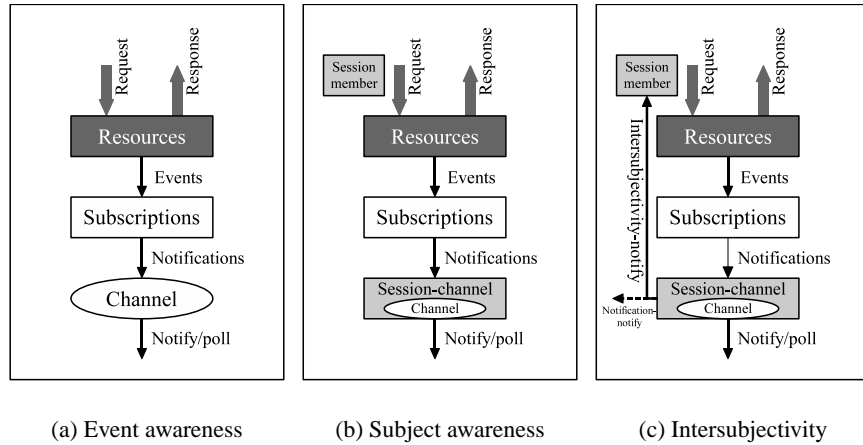 Request
Response
Resources
Events
Subscriptions
Notifications
Channel
Notify/poll
(a) Event awareness
Session
member
Request
Response
Resources
Events
Subscriptions
Notifications
Session-channel
Channel
Notify/poll
(b) Subject awareness
Session
member
Request
Response
Resources
Intersubjectivity-notify
Events
Subscriptions
Notifications
Session-channel
Channel
Notification-
notify
Notify/poll
(c) Intersubjectivity